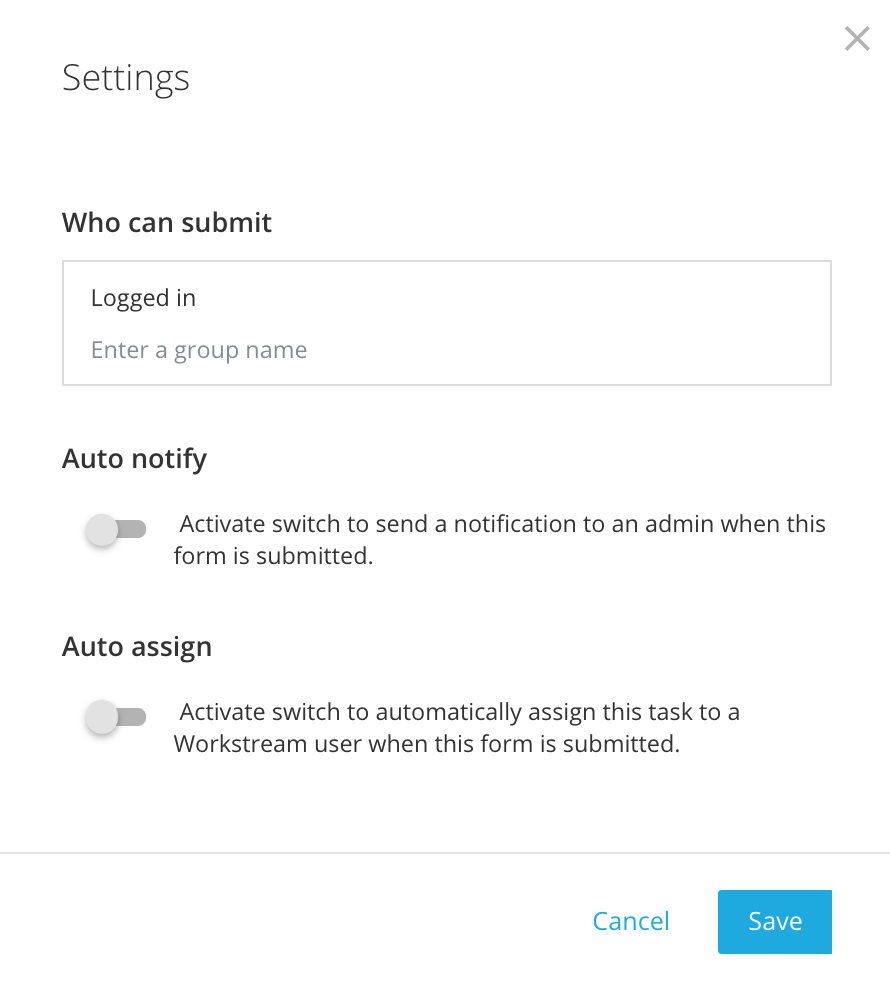 Settings
Who can submit
Logged in
Enter a group name
Auto notify
Activate switch to send a notification to an admin when this
form is submitted.
Auto assign
Activate switch to automatically assign this task to a
Workstream user when this form is submitted.
Cancel
Save